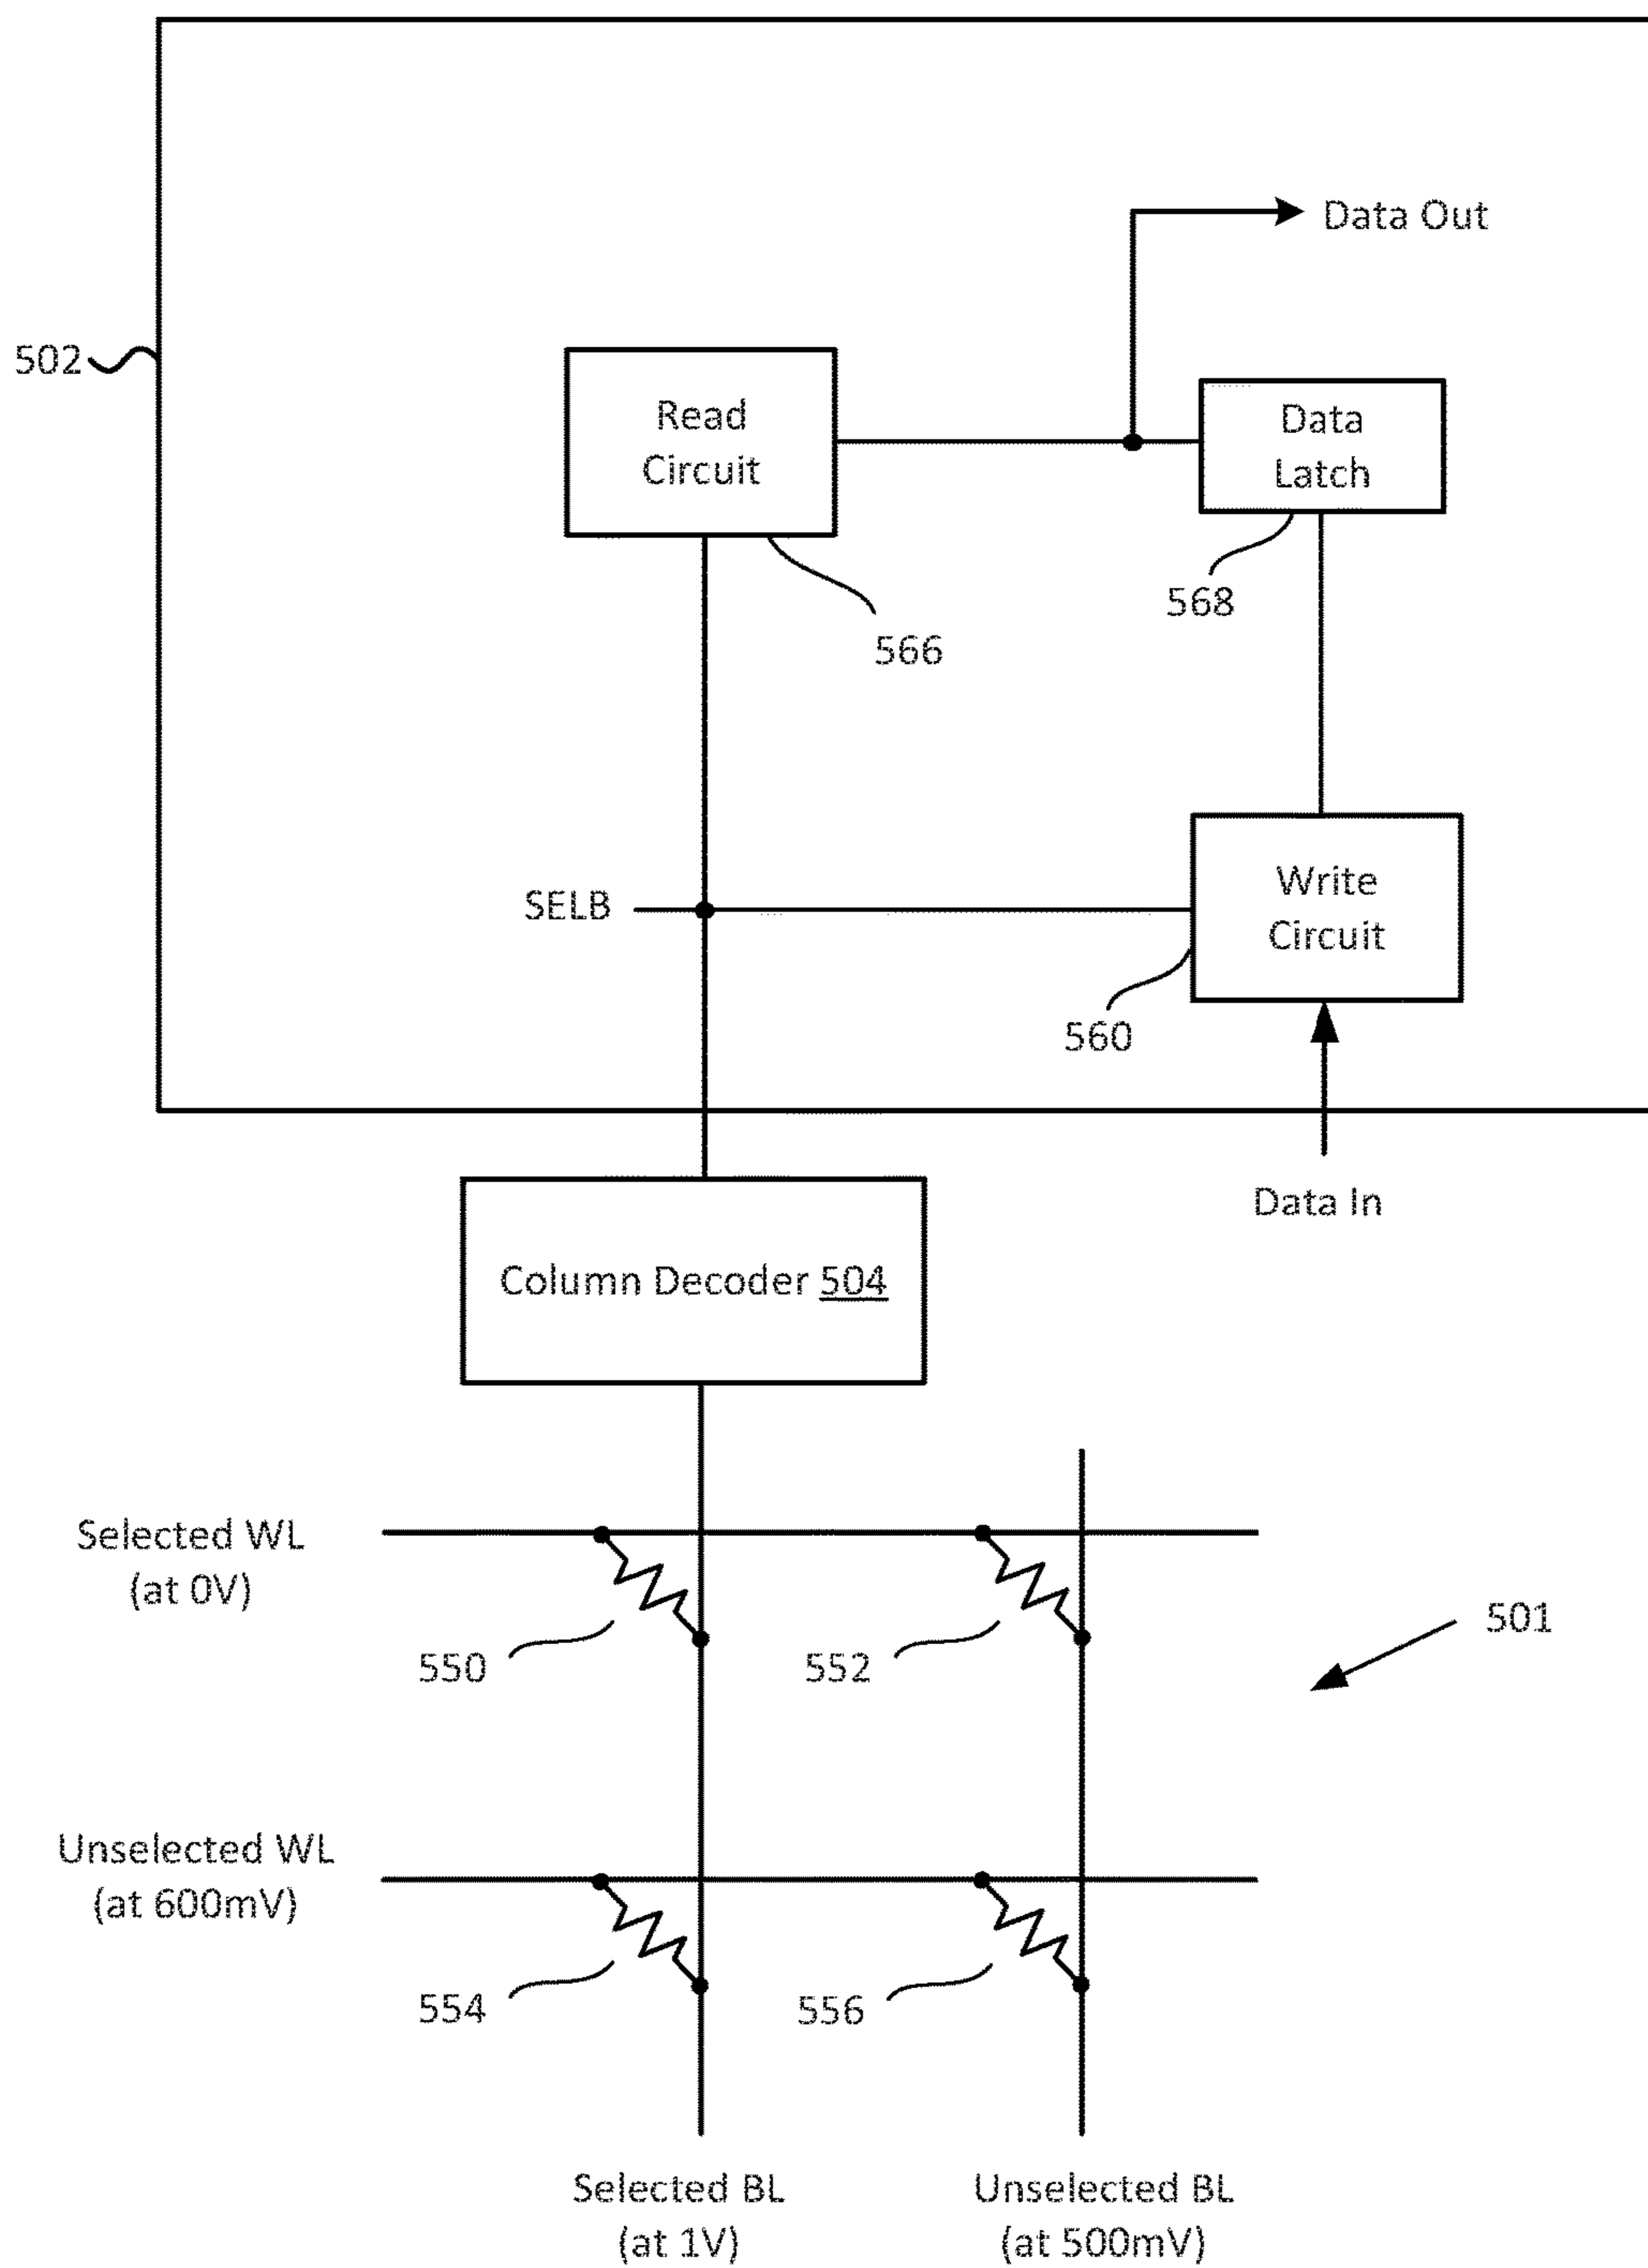 Data Out
502
Read
Circuit
Data
Latch
568
566
SELB
Write
Circuit
560
Data In
Column Decoder 504
Selected WL
(at 0V)
550
552
501
Unselected WL
(at 600mV)
554
556
Selected BL
(at 1V)
Unselected BL
(at 500mV)